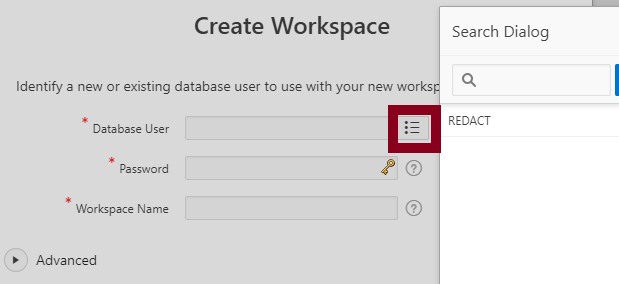 Create Workspace
Search Dialog
Identify a new or existing database user to use with your new worksp
* Database User
REDACT
* Password
?
* Workspace Name
?
Advanced